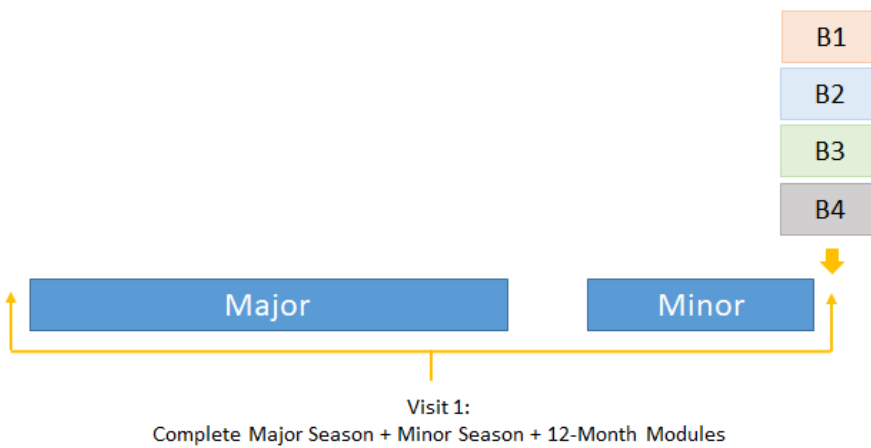 B1
B2
B3
B4
Major
Minor
Visit 1:
Complete Major Season + Minor Season + 12-Month Modules